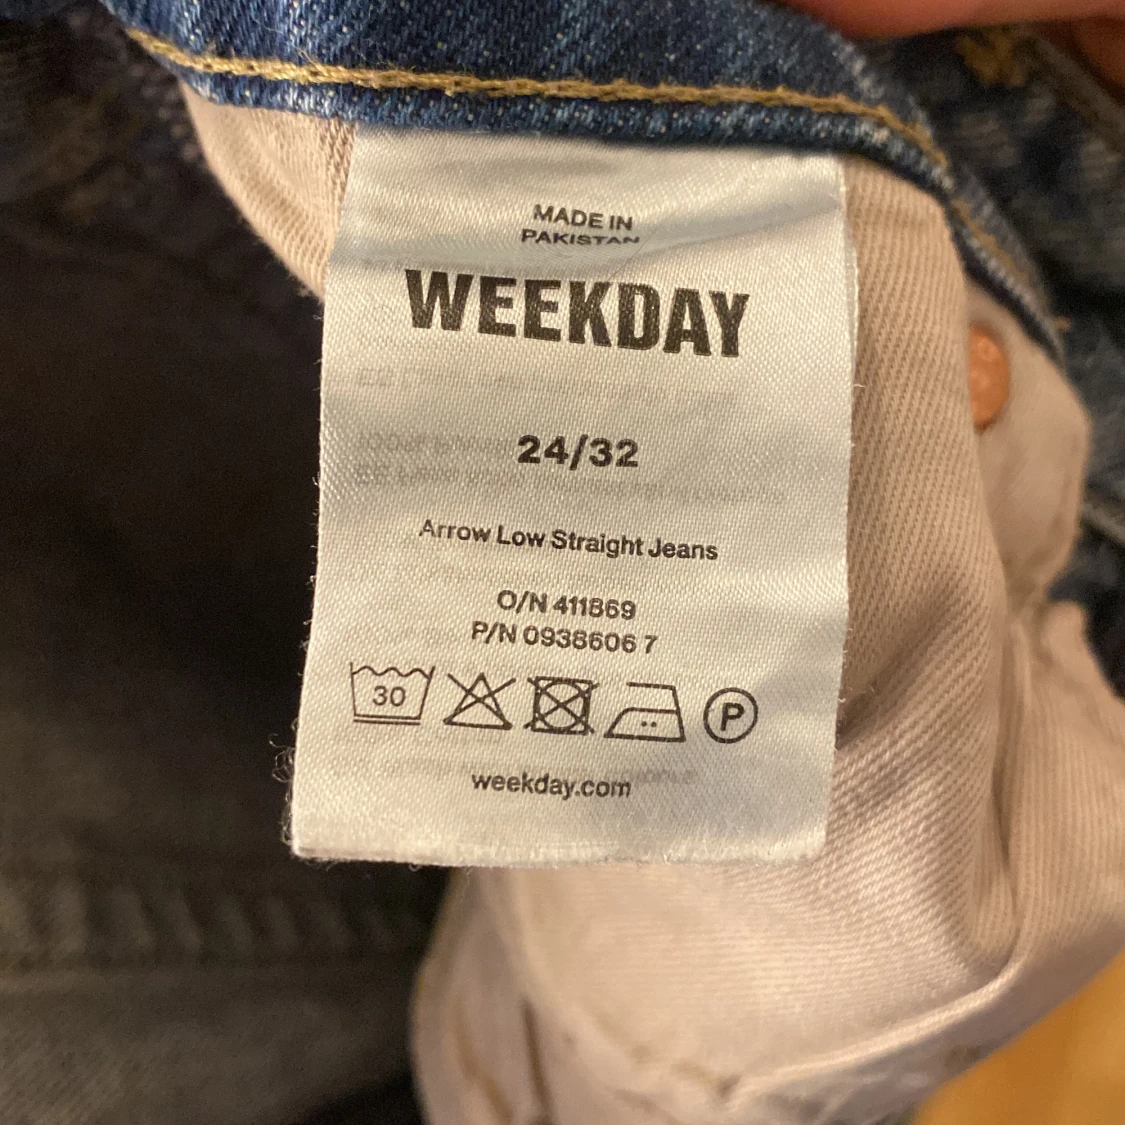 MADE IN
PAKISTAN
WEEKDAY
24/32
Arrow Low Straight Jeans
O/N 411869
P/N 0938606 7
30
P
weekday.com